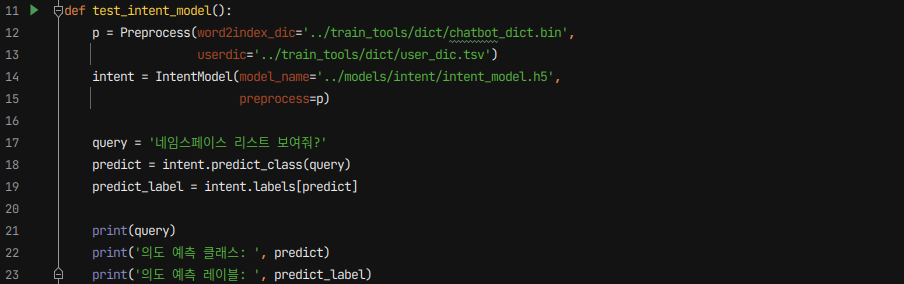 11 def test_intent_model():
12 p = Preprocess(word2index_dic='../train_tools/dict/chatbot_dict.bin',
13 userdic='../train_tools/dict/user_dic.tsv')
14 intent = IntentModel(model_name='../models/intent/intent_model.h5',
15 preprocess=p)
16
17 query = '네임스페이스 리스트 보여줘?'
18 predict = intent.predict_class(query)
19 predict_label = intent.labels[predict]
20
21 print(query)
22 print('의도 예측 클래스: ', predict)
23 print('의도 예측 레이블: ', predict_label)